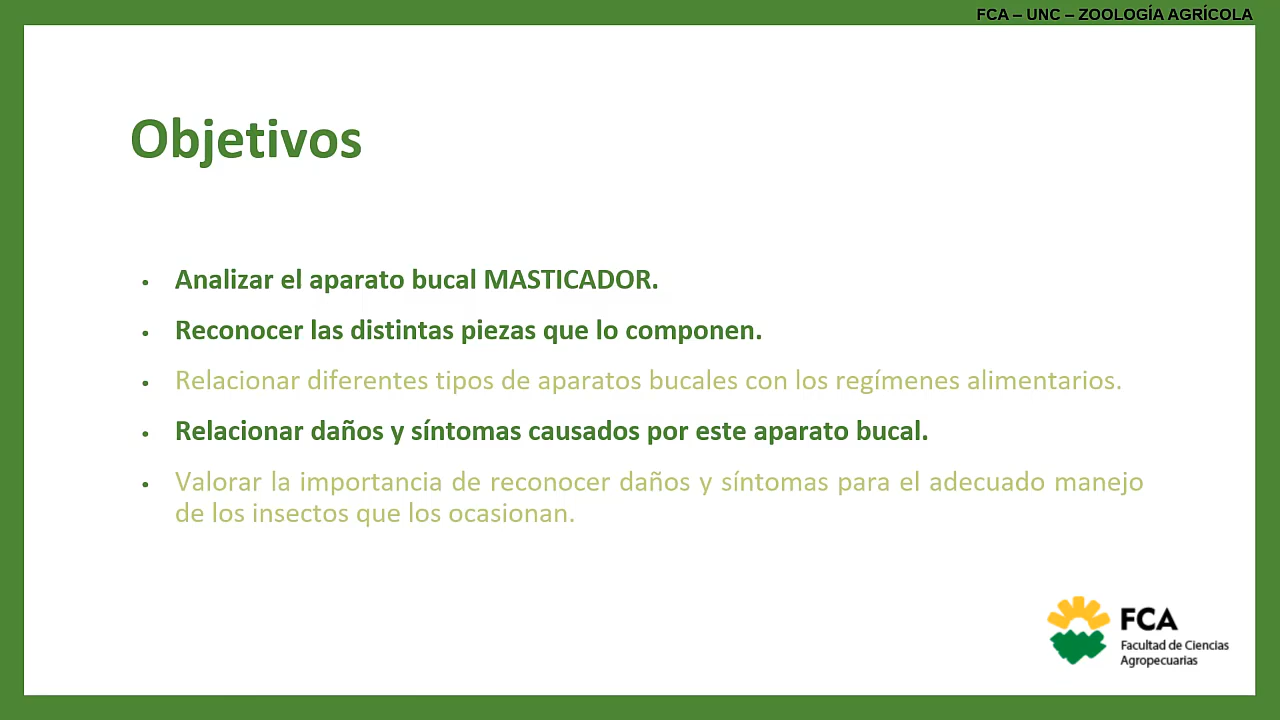 FCA – UNC – ZOOLOGÍA AGRÍCOLA
Objetivos
• Analizar el aparato bucal MASTICADOR.
• Reconocer las distintas piezas que lo componen.
• Relacionar diferentes tipos de aparatos bucales con los regímenes alimentarios.
• Relacionar daños y síntomas causados por este aparato bucal.
• Valorar la importancia de reconocer daños y síntomas para el adecuado manejo
de los insectos que los ocasionan.
FCA
Facultad de Ciencias
Agropecuarias